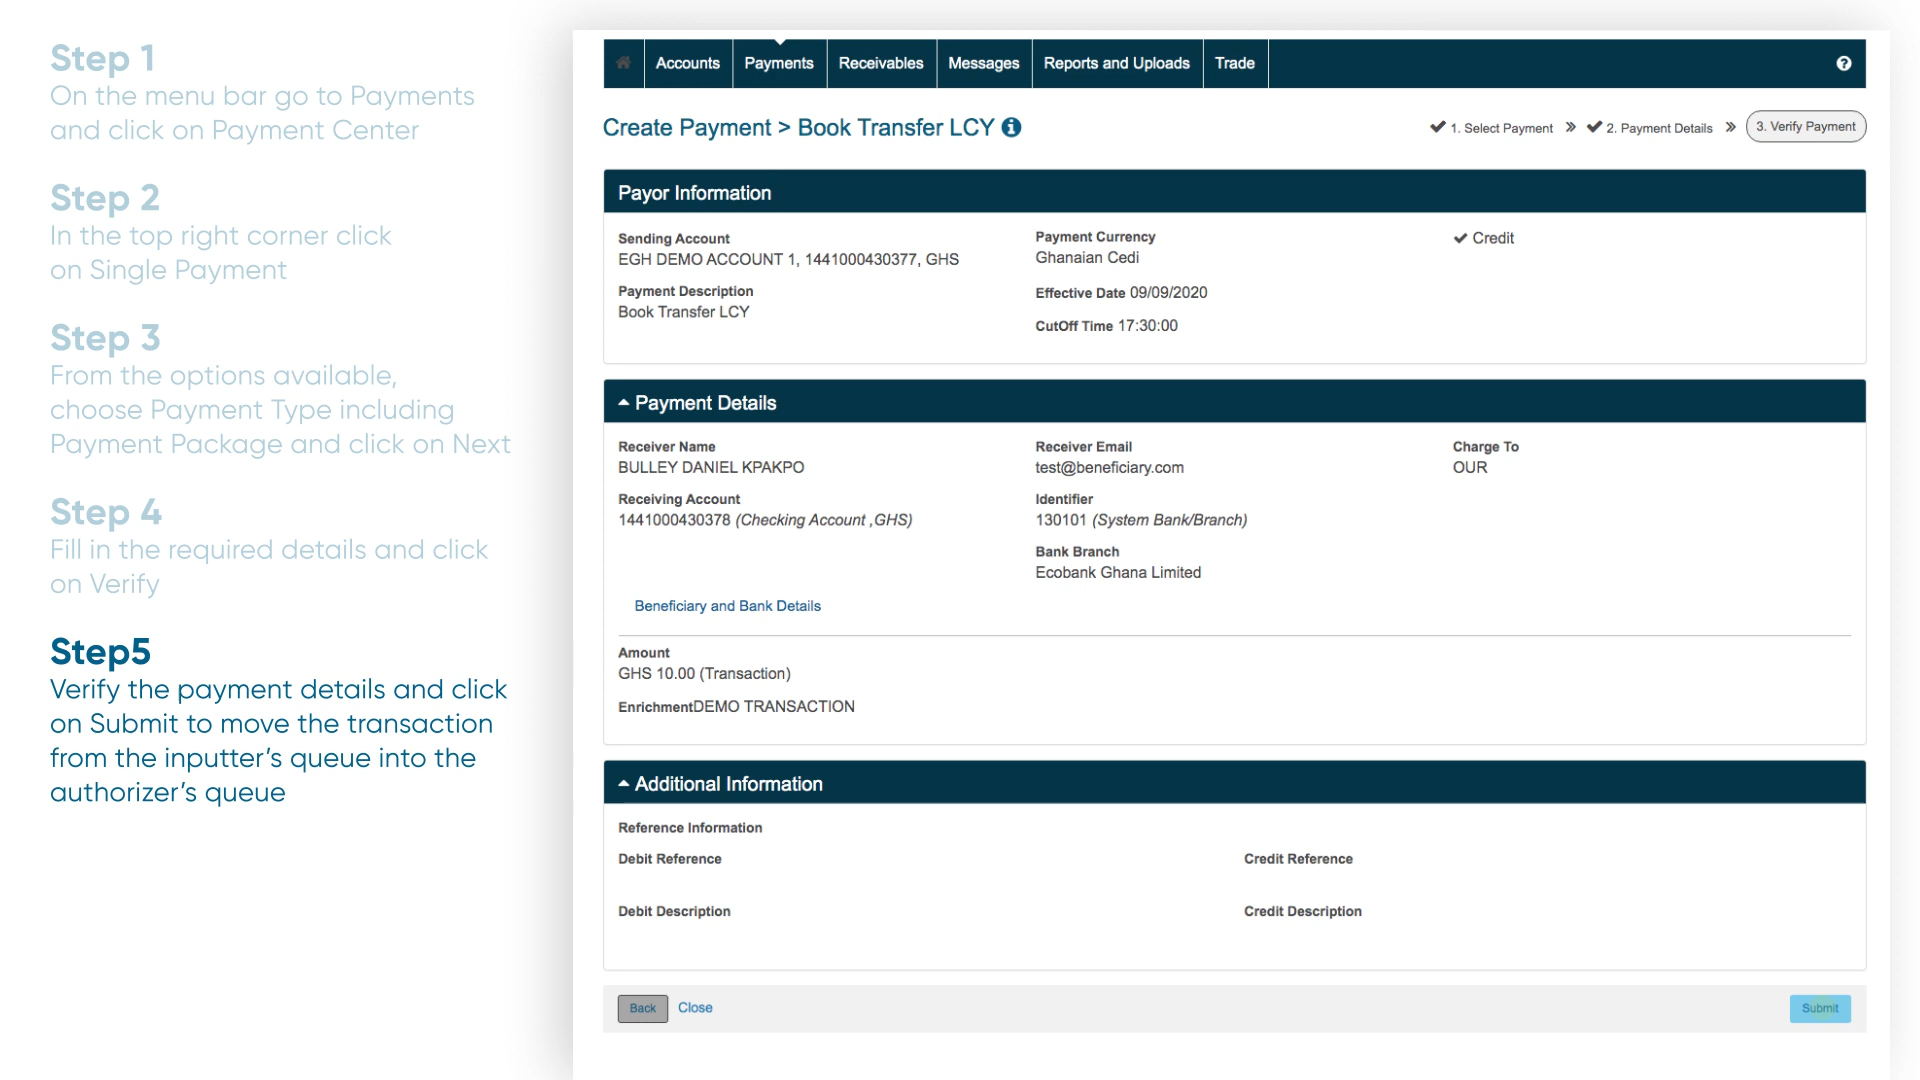 Step 1
On the menu bar go to Payments
and click on Payment Center
Step 2
In the top right corner click
on Single Payment
Step 3
From the options available,
choose Payment Type including
Payment Package and click on Next
Step 4
Fill in the required details and click
on Verify
Step5
Verify the payment details and click
on Submit to move the transaction
from the inputter’s queue into the
authorizer’s queue
Accounts Payments Receivables Messages Reports and Uploads Trade ?
Create Payment > Book Transfer LCY i
1. Select Payment » 2. Payment Details » 3. Verify Payment
Payor Information
Sending Account
EGH DEMO ACCOUNT 1, 1441000430377, GHS
Payment Description
Book Transfer LCY
Payment Currency
Ghanaian Cedi
Effective Date 09/09/2020
CutOff Time 17:30:00
Credit
Payment Details
Receiver Name
BULLEY DANIEL KPAKPO
Receiving Account
1441000430378 (Checking Account ,GHS)
Receiver Email
test@beneficiary.com
Identifier
130101 (System Bank/Branch)
Bank Branch
Ecobank Ghana Limited
Charge To
OUR
Beneficiary and Bank Details
Amount
GHS 10.00 (Transaction)
EnrichmentDEMO TRANSACTION
Additional Information
Reference Information
Debit Reference Credit Reference
Debit Description Credit Description
Back Close Submit